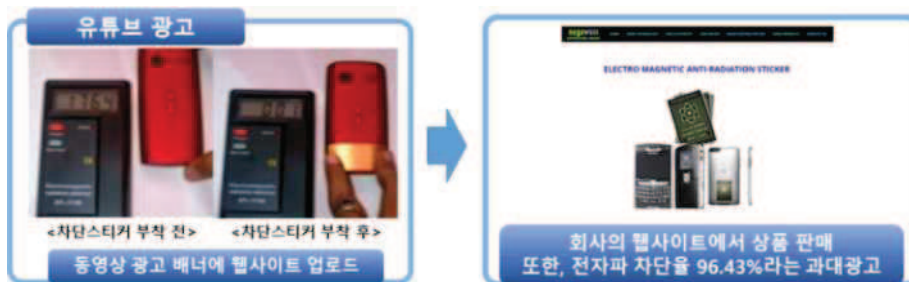 유튜브 광고
<차단스티커 부착 전>
<차단스티커 부착 후>
동영상 광고 배너에 웹사이트 업로드
ELECTRO MAGNETIC ANTI-RADIATION STICKER
회사의 웹사이트에서 상품 판매
또한, 전자파 차단율 96.43%라는 과대광고